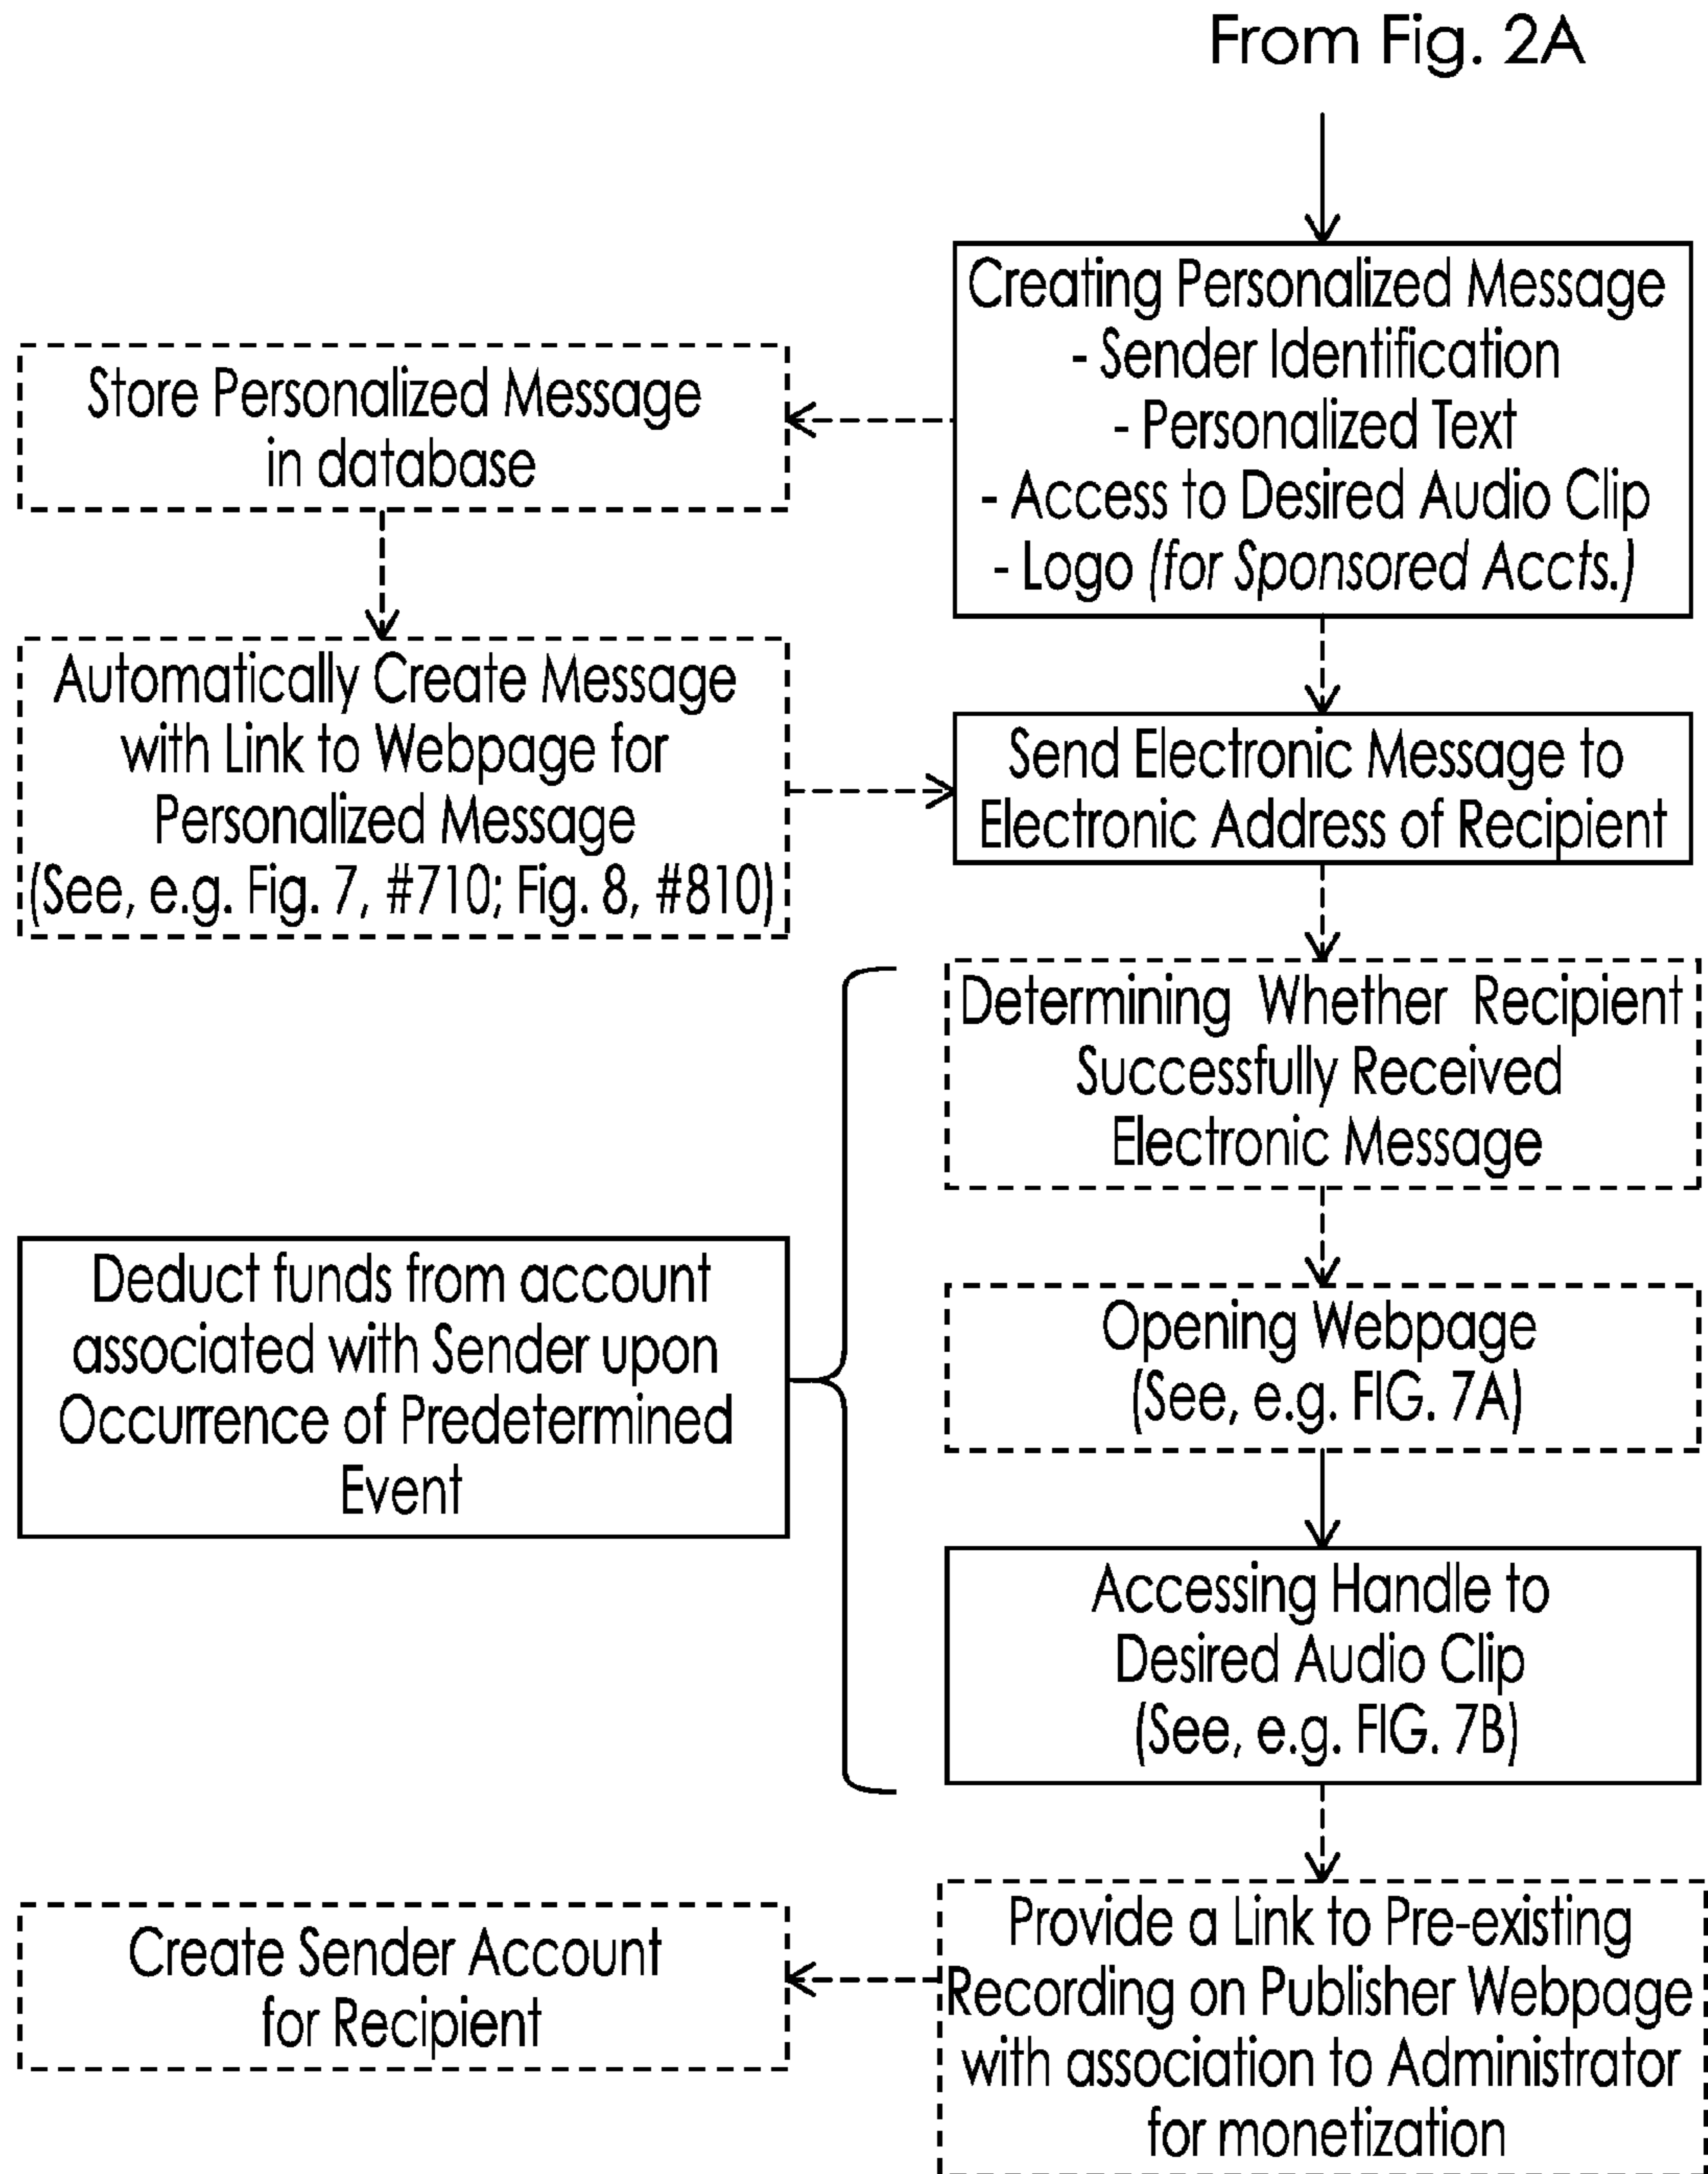 From Fig. 2A
Creating Personalized Message
- Sender Identification
- Personalized Text
- Access to Desired Audio Clip
- Logo (for Sponsored Accts.)
Store Personalized Message
in database
Automatically Create Message
with Link to Webpage for
Personalized Message
(See, e.g. Fig. 7, #710; Fig. 8, #810)
Send Electronic Message to
Electronic Address of Recipient
Determining Whether Recipient
Successfully Received
Electronic Message
Deduct funds from account
associated with Sender upon
Occurrence of Predetermined
Event
Opening Webpage
(See, e.g. FIG. 7A)
Accessing Handle to
Desired Audio Clip
(See, e.g. FIG. 7B)
Provide a Link to Pre-existing
Recording on Publisher Webpage
with association to Administrator
for monetization
Create Sender Account
for Recipient